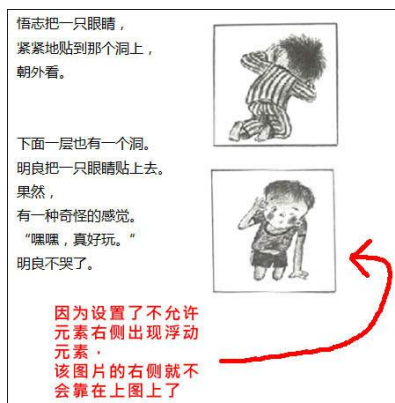 悟志把一只眼睛，
紧紧地贴到那个洞上，
朝外看。
下面一层也有一个洞。
明良把一只眼睛贴上去。
果然，
有一种奇怪的感觉。
“嘿嘿，真好玩。”
明良不哭了。
因为设置了不允许
元素右侧出现浮动
元素，
该图片的右侧就不
会靠在上图上了